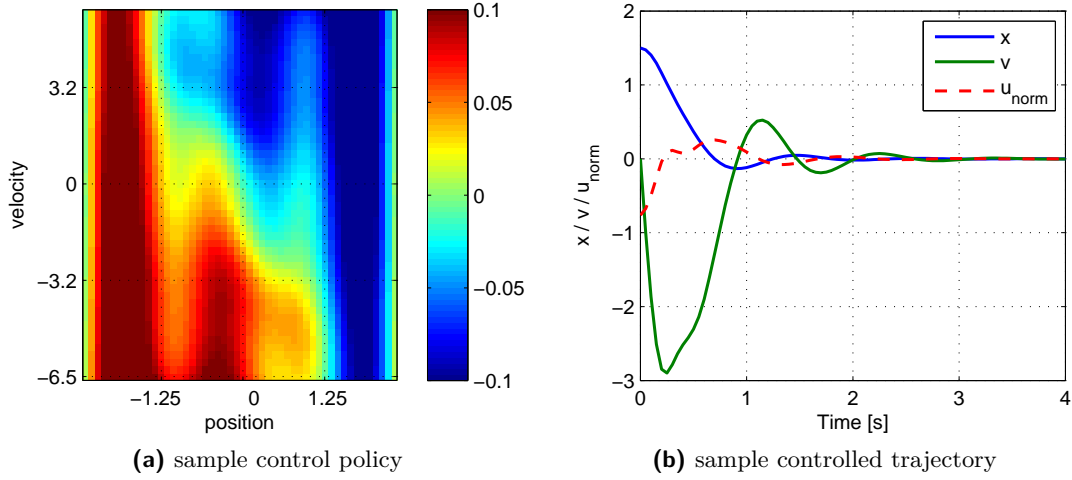 velocity
3.2
0
−3.2
−6.5
−1.25
0
1.25
position
0.1
0.05
0
−0.05
−0.1
(a) sample control policy
x / v / u_norm
2
1
0
−1
−2
−3
0
1
2
3
4
Time [s]
x
v
u_norm
(b) sample controlled trajectory